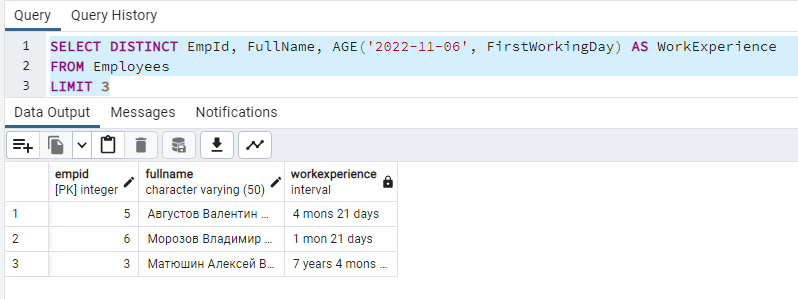 Query Query History
1 SELECT DISTINCT EmpId, FullName, AGE('2022-11-06', FirstWorkingDay) AS WorkExperience
2 FROM Employees
3 LIMIT 3
Data Output Messages Notifications
empid fullname workexperience
[PK] integer character varying (50) interval
1 5 Августов Валентин ... 4 mons 21 days
2 6 Морозов Владимир ... 1 mon 21 days
3 3 Матюшин Алексей В... 7 years 4 mons ...